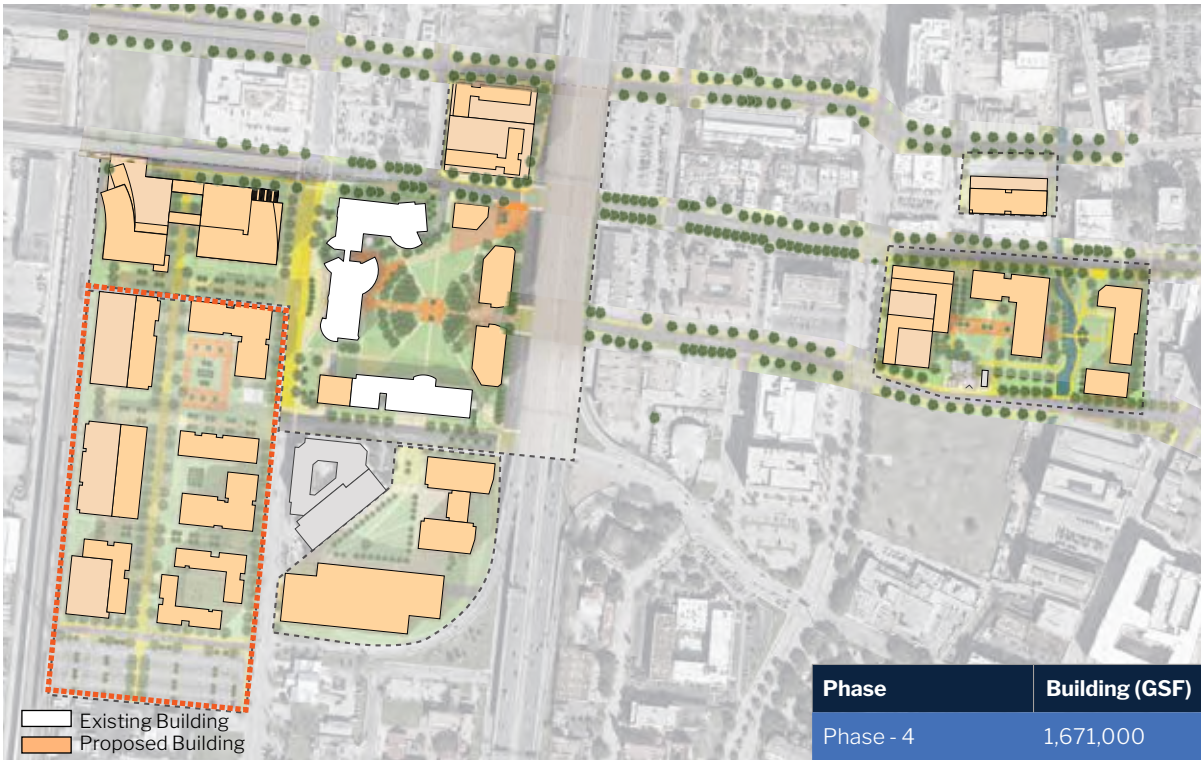 Existing Building
Proposed Building
Phase Building (GSF)
Phase - 4 1,671,000